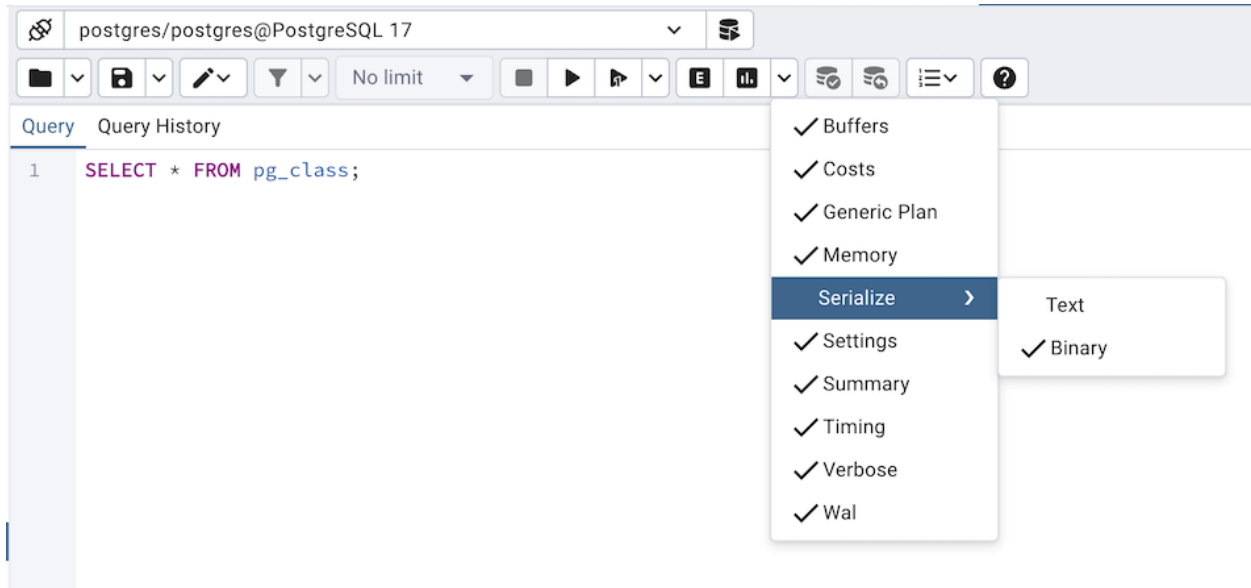 postgres/postgres@PostgreSQL 17
No limit
E
Query Query History
1 SELECT * FROM pg_class;
Buffers
Costs
Generic Plan
Memory
Serialize
Text
Binary
Settings
Summary
Timing
Verbose
Wal